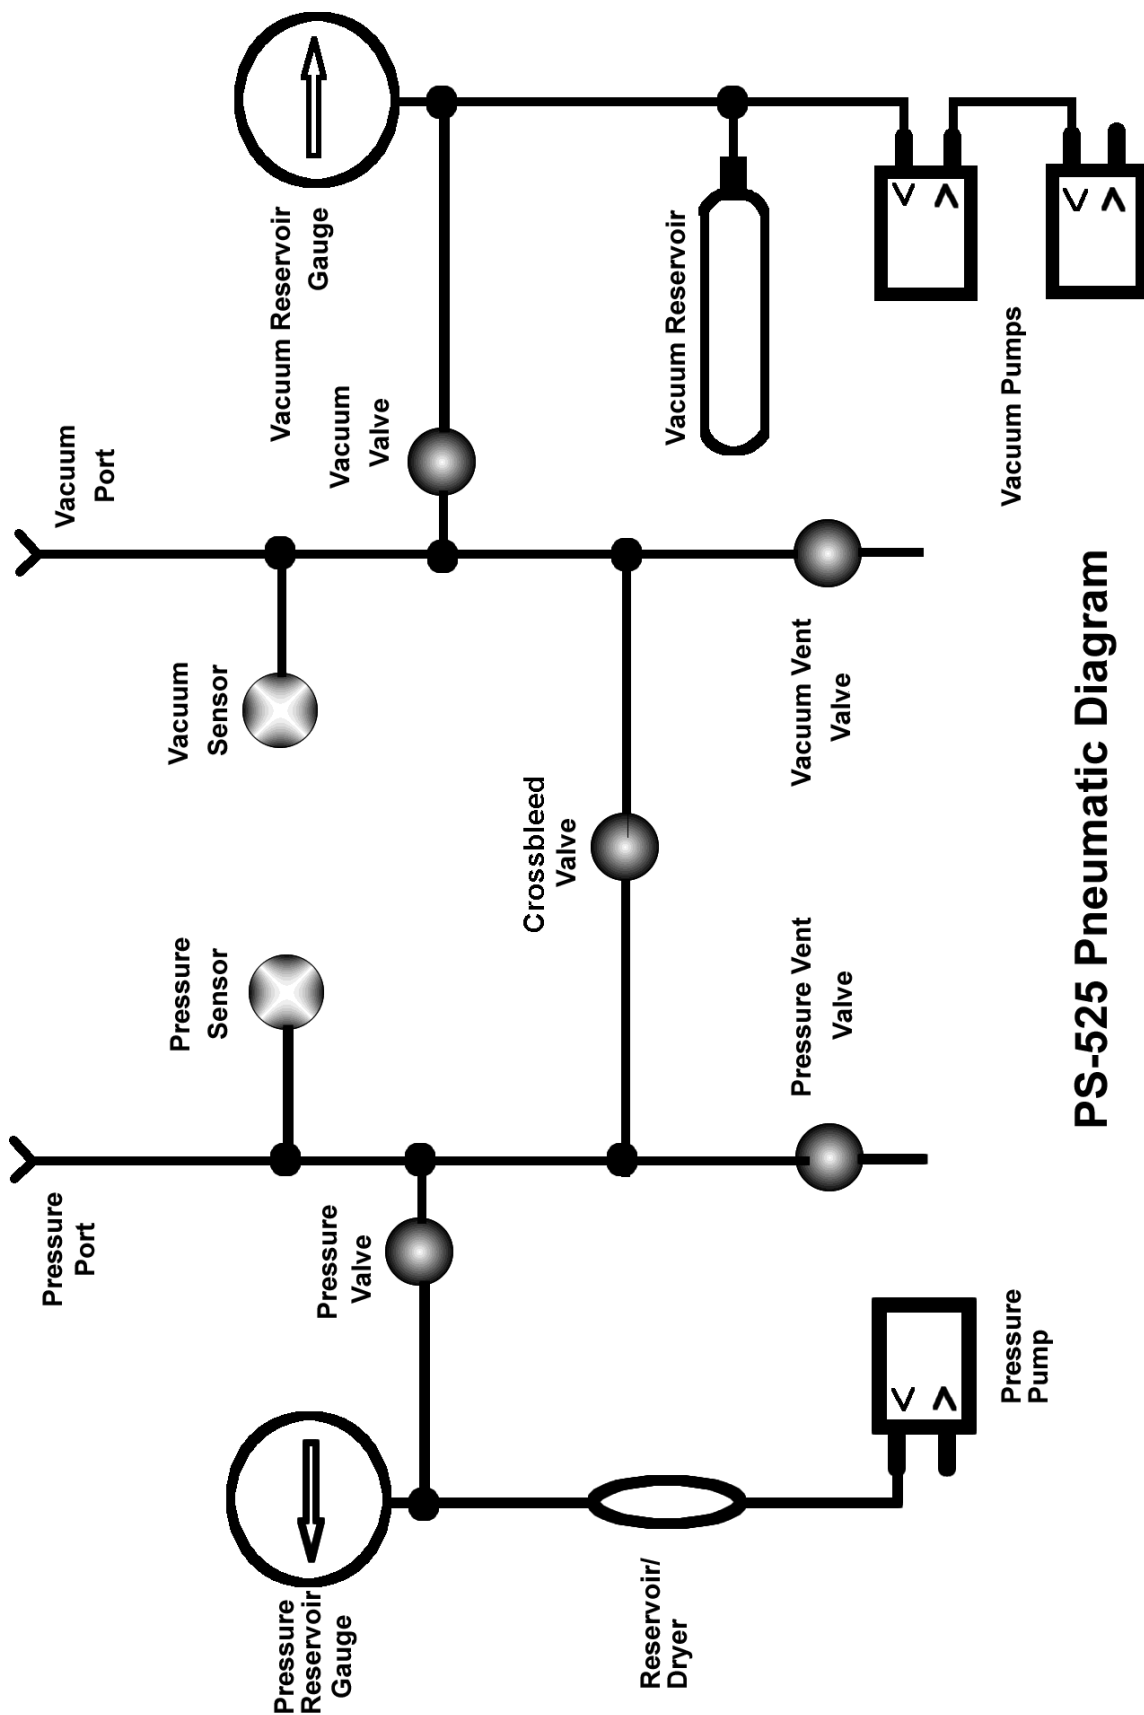 Pressure
Reservoir
Gauge
Pressure
Port
Pressure
Valve
Pressure
Sensor
Vacuum
Sensor
Vacuum
Port
Vacuum
Valve
Vacuum Reservoir
Gauge
Reservoir/
Dryer
Crossbleed
Valve
Vacuum Reservoir
Pressure Vent
Valve
Vacuum Vent
Valve
Pressure
Pump
Vacuum Pumps
PS-525 Pneumatic Diagram